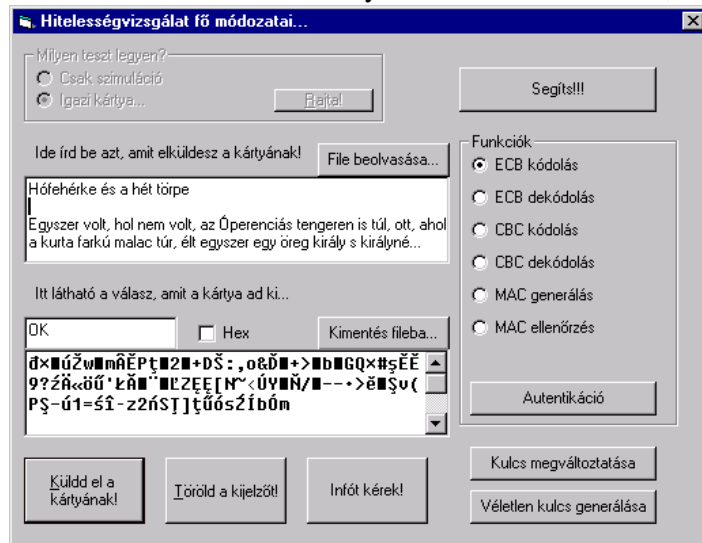 Hitelességvizsgálat fő módozatai...
Milyen teszt legyen?
Csak szimuláció
Igazi kártya...
Rajta!
Segíts!!!
Ide írd be azt, amit elküldesz a kártyának!
File beolvasása...
Hófehérke és a hét törpe
Egyszer volt, hol nem volt, az Óperenciás tengeren is túl, ott, ahol
a kurta farkú malac túr, élt egyszer egy öreg király s királyné...
Funkciók
ECB kódolás
ECB dekódolás
CBC kódolás
CBC dekódolás
MAC generálás
MAC ellenőrzés
Autentikáció
Itt látható a válasz, amit a kártya ad ki...
OK
Hex
Kimentés fileba...
Küldd el a
kártyának!
Töröld a kijelzőt!
Infót kérek!
Kulcs megváltoztatása
Véletlen kulcs generálása